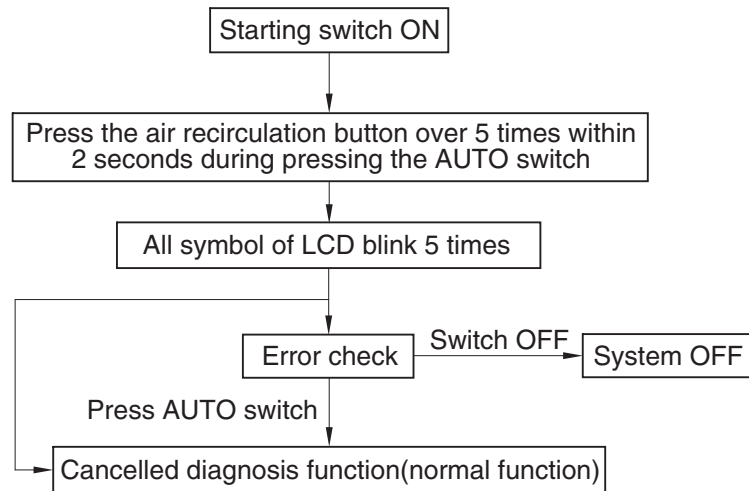 Starting switch ON
Press the air recirculation button over 5 times within
2 seconds during pressing the AUTO switch
All symbol of LCD blink 5 times
Error check
Switch OFF
System OFF
Press AUTO switch
Cancelled diagnosis function(normal function)